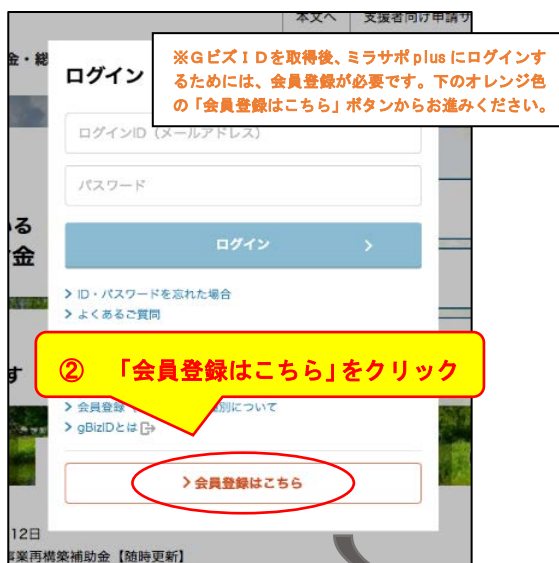 本文へ
支援者向け申請サ
金・総
ログイン
※GビズIDを取得後、ミラサポplusにログインす
るためには、会員登録が必要です。下のオレンジ色
の「会員登録はこちら」ボタンからお進みください。
ログインID（メールアドレス）
パスワード
いる
金
ログイン
ID・パスワードを忘れた場合
よくあるご質問
す
② 「会員登録はこちら」をクリック
会員登録
別について
gBizIDとは
会員登録はこちら
12日
事業再構築補助金【随時更新】